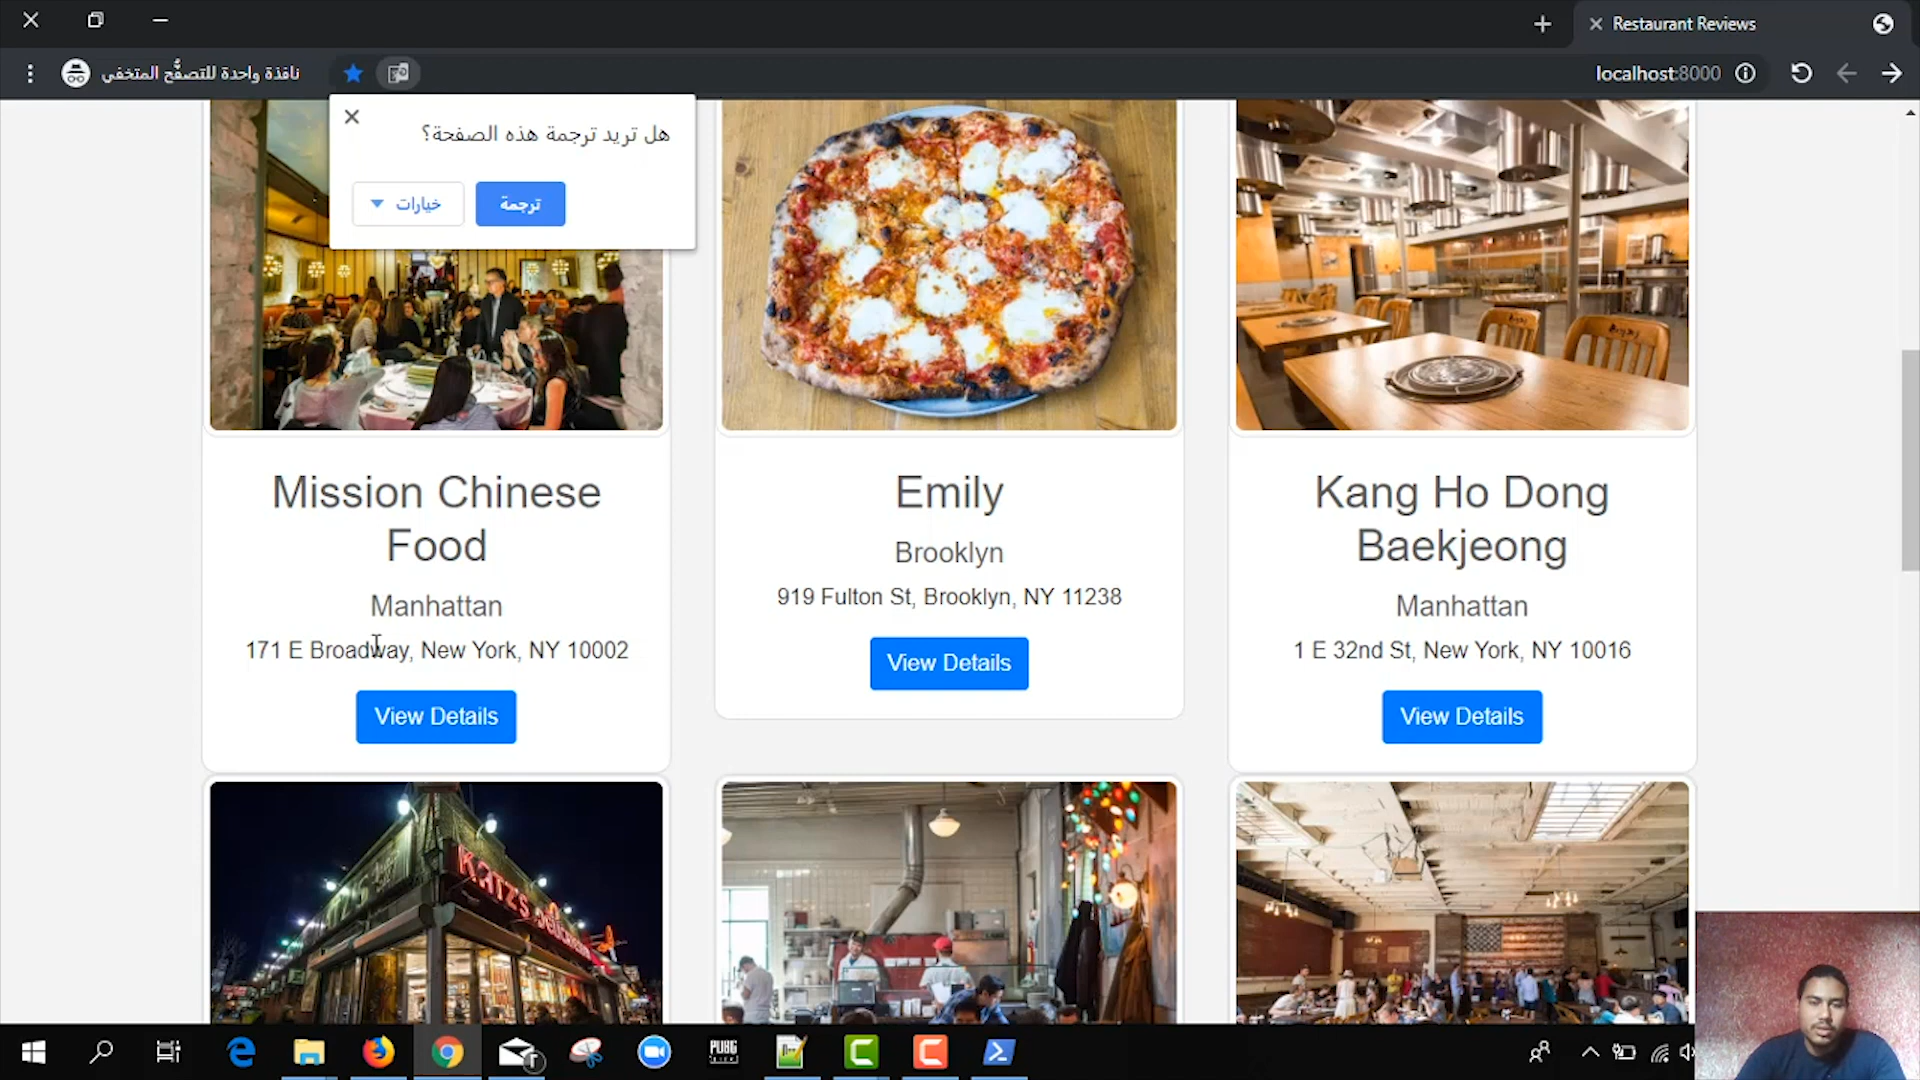 Restaurant Reviews
نافذة واحدة للتصفُّح المتخفي
localhost:8000
هل تريد ترجمة هذه الصفحة؟
خيارات
ترجمة
Mission Chinese
Food
Manhattan
171 E Broadway, New York, NY 10002
View Details
Emily
Brooklyn
919 Fulton St, Brooklyn, NY 11238
View Details
Kang Ho Dong
Baekjeong
Manhattan
1 E 32nd St, New York, NY 10016
View Details
KATZ'S
PUBG